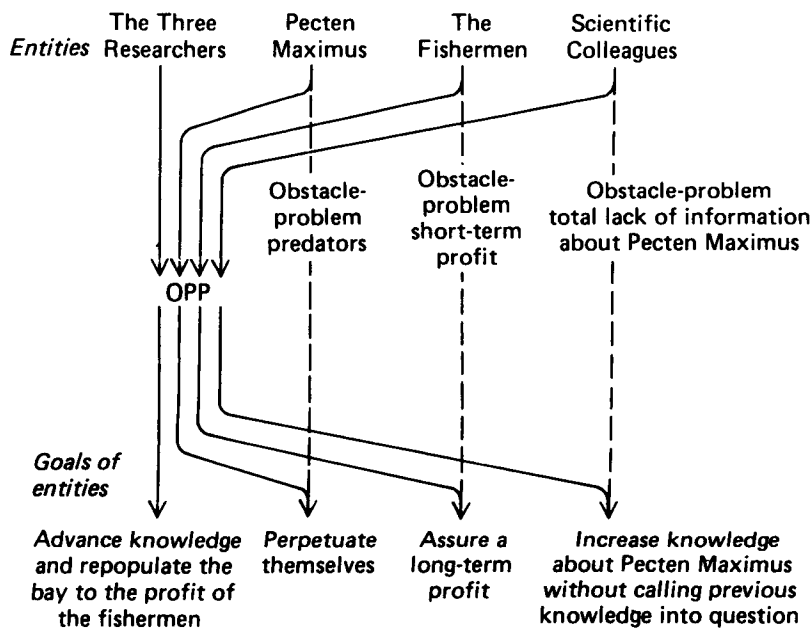 Entities
The Three
Researchers
Pecten
Maximus
The
Fishermen
Scientific
Colleagues
Obstacle-
problem
predators
Obstacle-
problem
short-term
profit
Obstacle-problem
total lack of information
about Pecten Maximus
OPP
Goals of
entities
Advance knowledge
and repopulate the
bay to the profit of
the fishermen
Perpetuate
themselves
Assure a
long-term
profit
Increase knowledge
about Pecten Maximus
without calling previous
knowledge into question